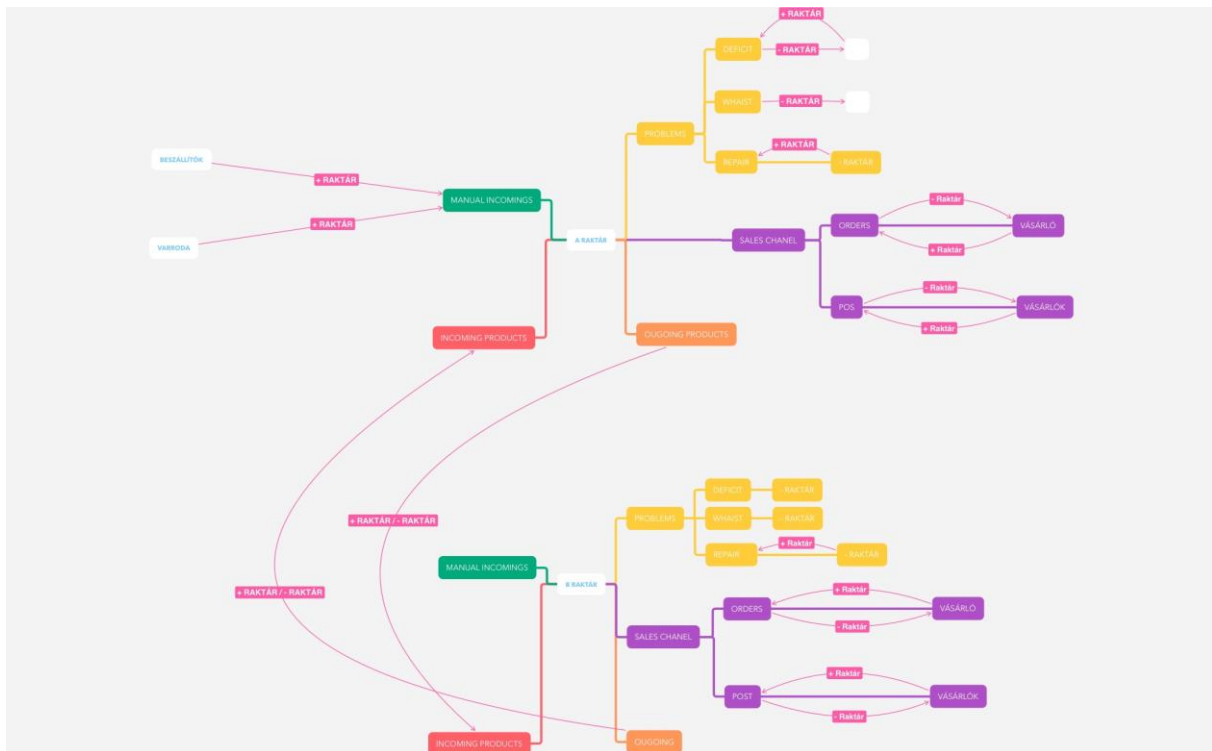 + RAKTÁR
DEFICIT
- RAKTÁR
WHAIST
- RAKTÁR
PROBLEMS
+ RAKTÁR
REPAIR
- RAKTÁR
BESZÁLLÍTÓK
+ RAKTÁR
MANUAL INCOMINGS
+ RAKTÁR
VARRODA
A RAKTÁR
SALES CHANEL
- Raktár
ORDERS
VÁSÁRLÓ
+ Raktár
- Raktár
POS
VÁSÁRLÓK
+ Raktár
INCOMING PRODUCTS
OUGOING PRODUCTS
+ RAKTÁR / - RAKTÁR
+ RAKTÁR / - RAKTÁR
DEFICIT
- RAKTÁR
PROBLEMS
WHAIST
- RAKTÁR
+ Raktár
REPAIR
- RAKTÁR
MANUAL INCOMINGS
B RAKTÁR
+ Raktár
ORDERS
VÁSÁRLÓ
- Raktár
SALES CHANEL
+ Raktár
POST
VÁSÁRLÓK
- Raktár
INCOMING PRODUCTS
OUGOING